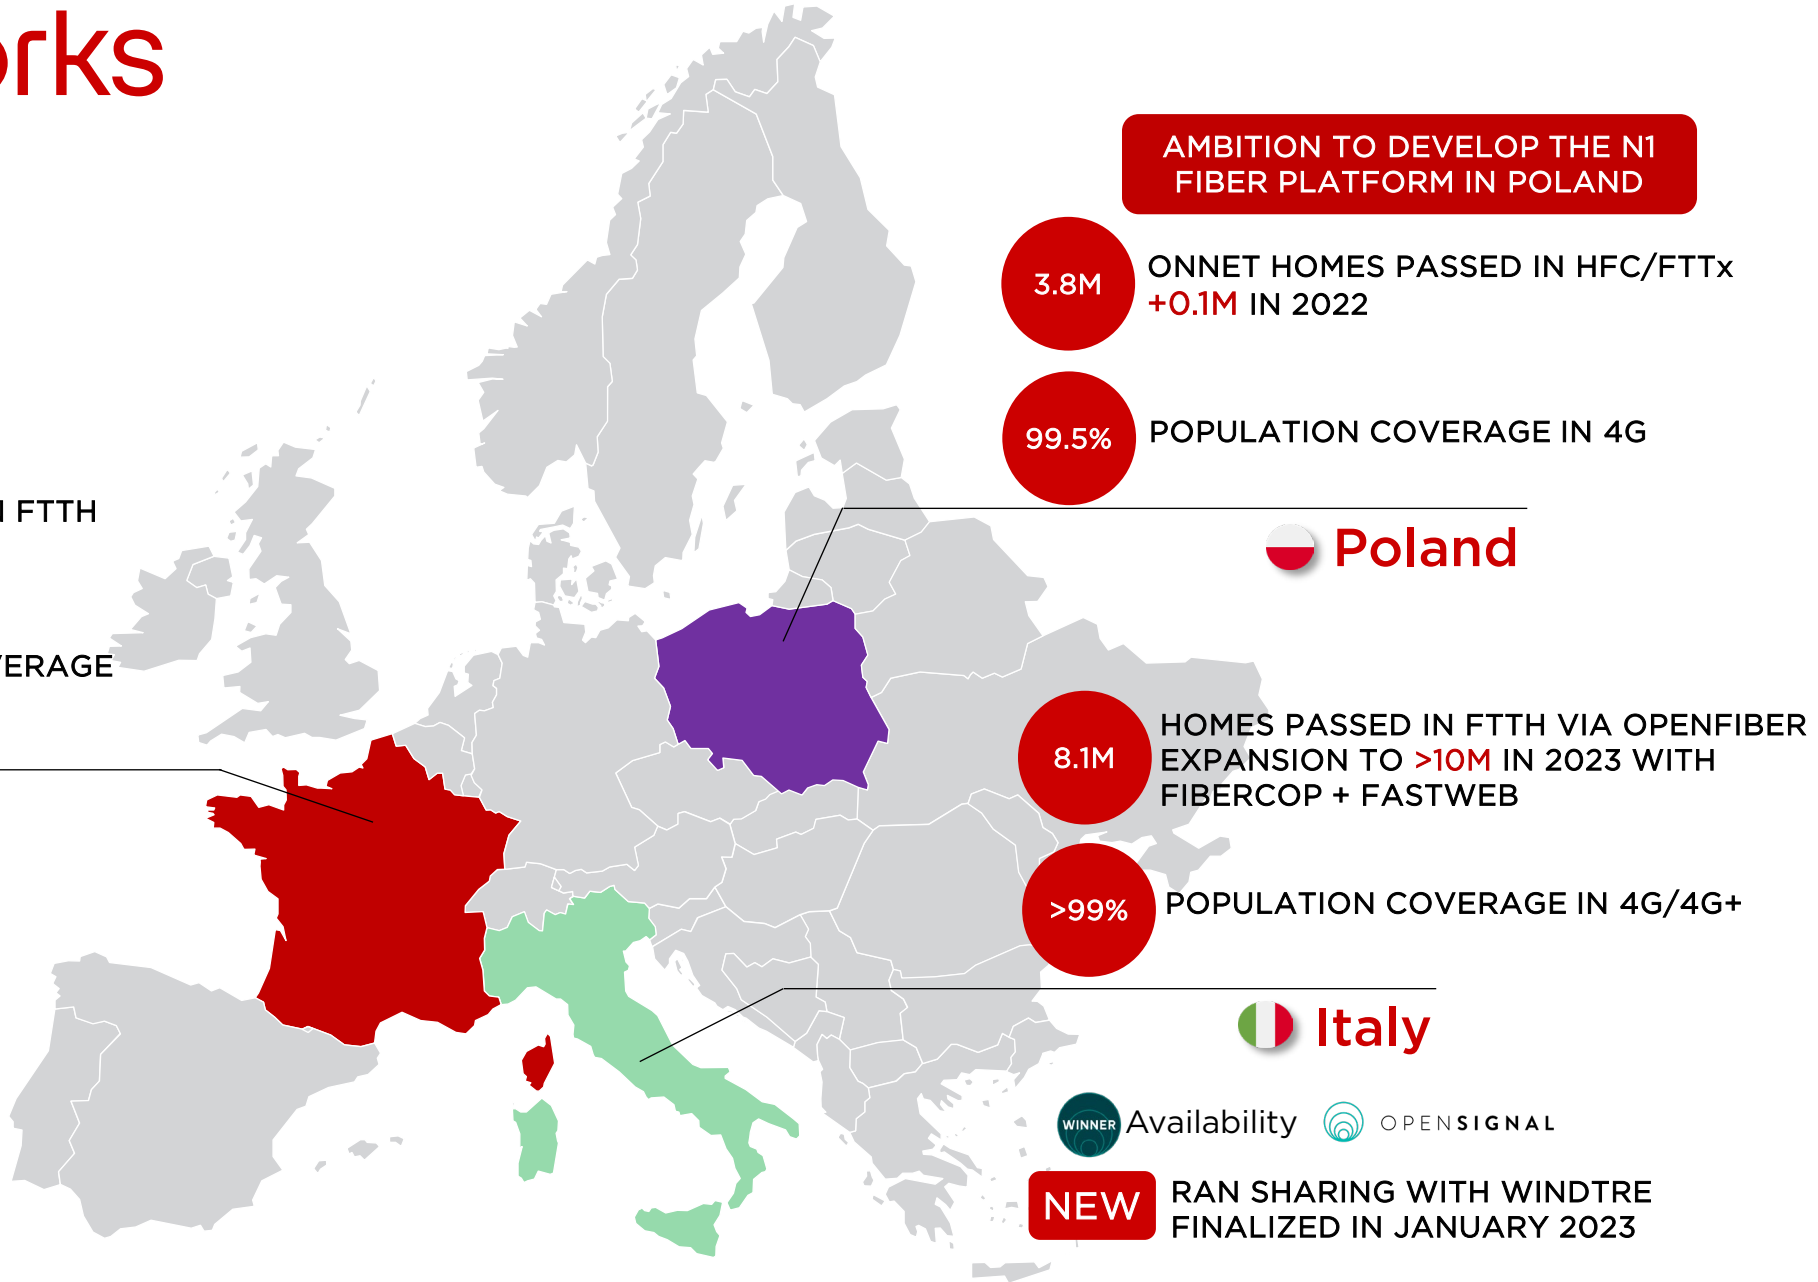 orks
AMBITION TO DEVELOP THE N1
FIBER PLATFORM IN POLAND
3.8M
ONNET HOMES PASSED IN HFC/FTTx
+0.1M IN 2022
99.5%
POPULATION COVERAGE IN 4G
FTTH
Poland
VERAGE
8.1M
HOMES PASSED IN FTTH VIA OPENFIBER
EXPANSION TO >10M IN 2023 WITH
FIBERCOP + FASTWEB
>99%
POPULATION COVERAGE IN 4G/4G+
Italy
WINNER Availability OPENSIGNAL
NEW
RAN SHARING WITH WINDTRE
FINALIZED IN JANUARY 2023